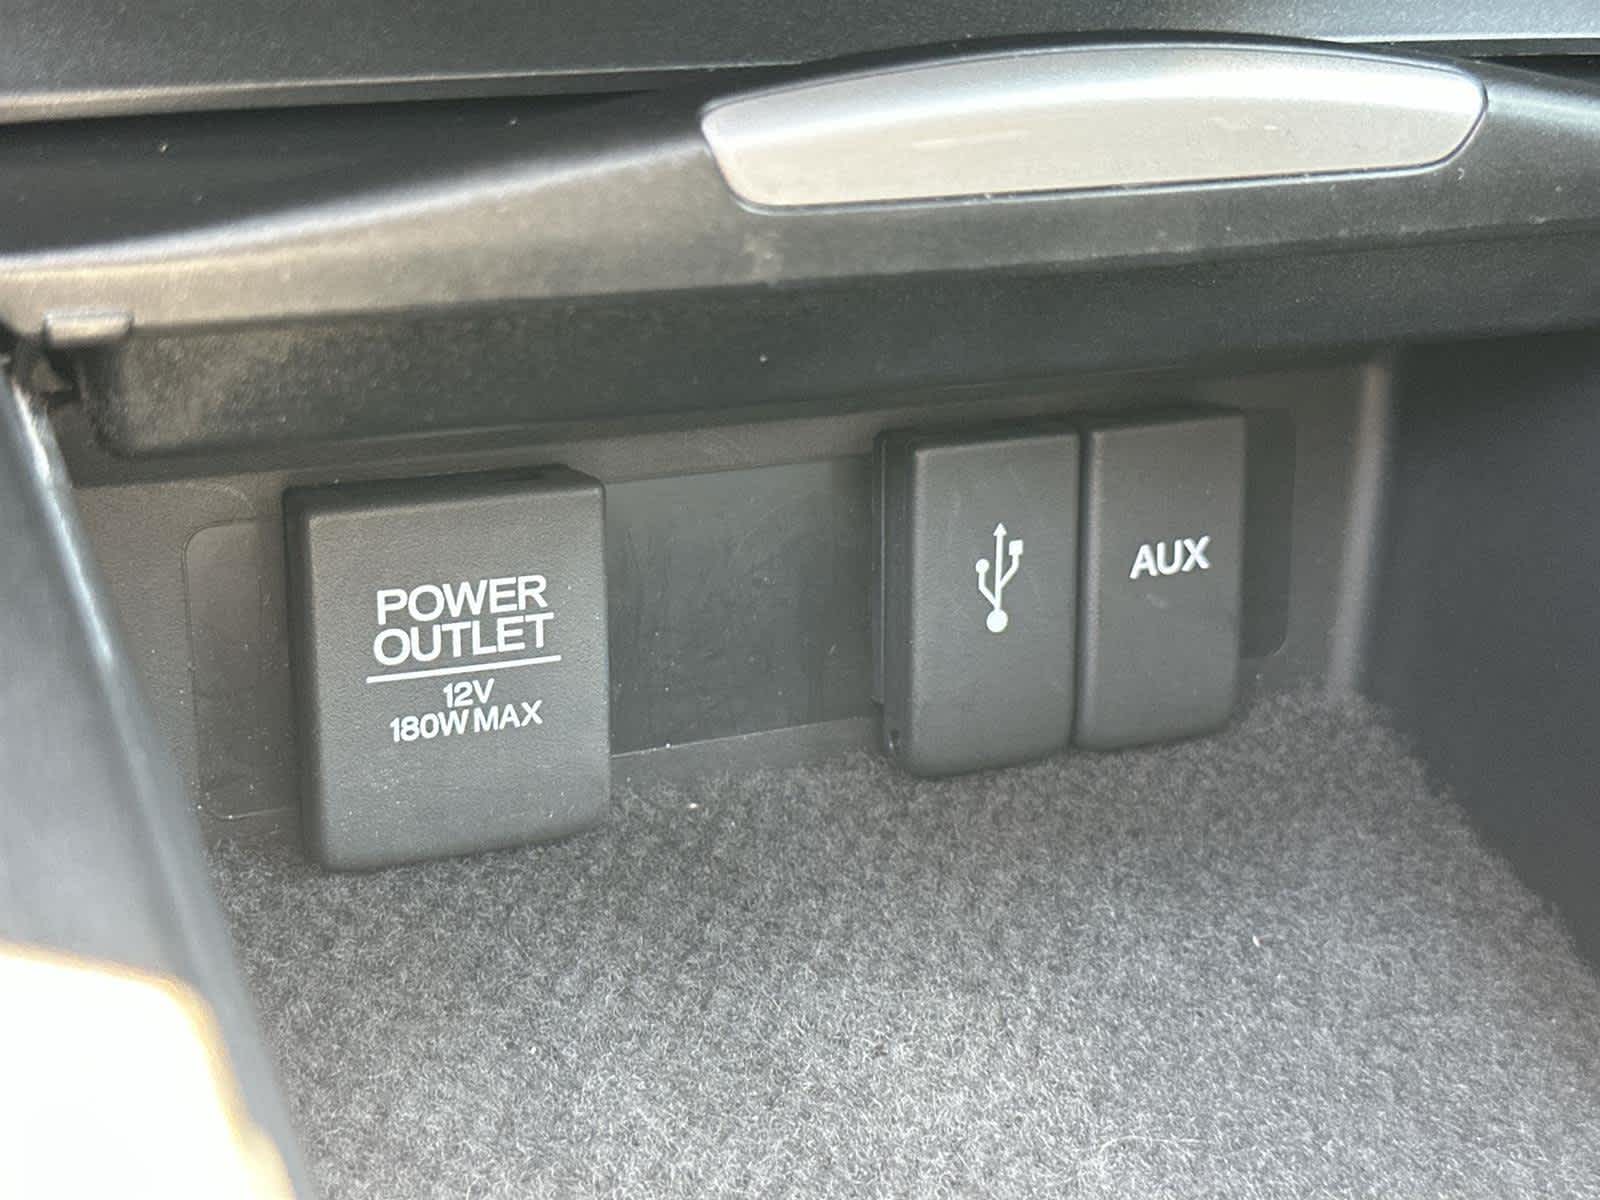 POWER
OUTLET
12V
180W MAX
AUX